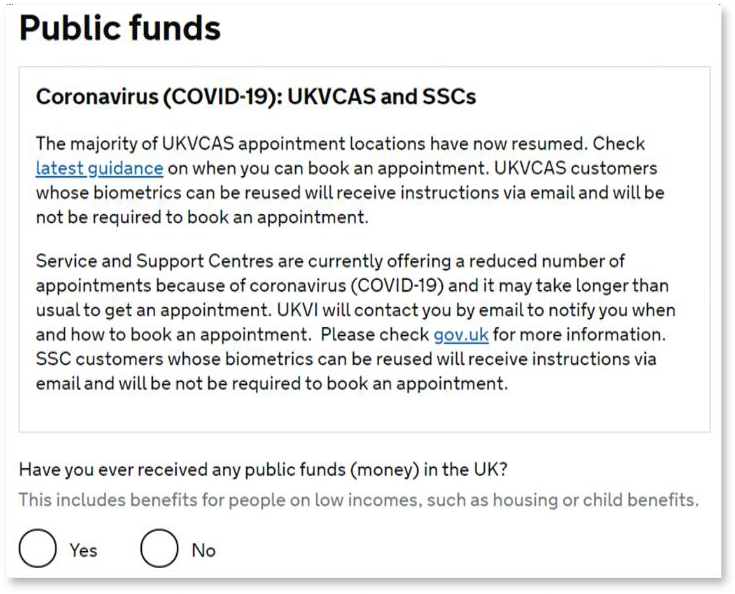 Public funds
Coronavirus (COVID-19): UKVCAS and SSCs
The majority of UKVCAS appointment locations have now resumed. Check
latest guidance on when you can book an appointment. UKVCAS customers
whose biometrics can be reused will receive instructions via email and will be
not be required to book an appointment.
Service and Support Centres are currently offering a reduced number of
appointments because of coronavirus (COVID-19) and it may take longer than
usual to get an appointment. UKVI will contact you by email to notify you when
and how to book an appointment. Please check gov.uk for more information.
SSC customers whose biometrics can be reused will receive instructions via
email and will be not be required to book an appointment.
Have you ever received any public funds (money) in the UK?
This includes benefits for people on low incomes, such as housing or child benefits.
Yes No